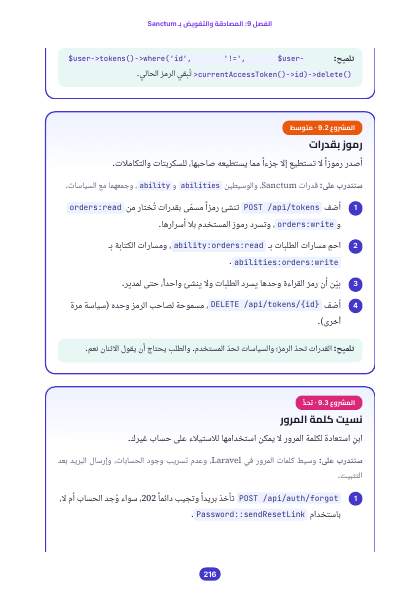 الفصل 9: المصادقة والتفويض بـ Sanctum
تلميح: $user->tokens()->where('id', '!=', $user-
>currentAccessToken()->id)->delete() تُبقي الرمز الحالي.
المشروع 9.2 · متوسط
رموز بقدرات
أصدر رموزاً لا تستطيع إلا جزءاً مما يستطيعه صاحبها، للسكربتات والتكاملات.
ستتدرب على: قدرات Sanctum، والوسيطين abilities و ability، وجمعهما مع السياسات.
1 أضف POST /api/tokens تنشئ رمزاً مسمّى بقدرات تُختار من orders:read
و orders:write، وتسرد رموز المستخدم بلا أسرارها.
2 احمِ مسارات الطلبات بـ ability:orders:read، ومسارات الكتابة بـ
abilities:orders:write.
3 بيّن أن رمز القراءة وحدها يسرد الطلبات ولا ينشئ واحداً، حتى لمدير.
4 أضف DELETE /api/tokens/{id}، مسموحة لصاحب الرمز وحده (سياسة مرة
أخرى).
تلميح: القدرات تحدّ الرمز؛ والسياسات تحدّ المستخدم. والطلب يحتاج أن يقول الاثنان نعم.
المشروع 9.3 · تحدٍّ
نسيت كلمة المرور
ابنِ استعادة لكلمة المرور لا يمكن استخدامها للاستيلاء على حساب غيرك.
ستتدرب على: وسيط كلمات المرور في Laravel، وعدم تسريب وجود الحسابات، وإرسال البريد بعد
التثبيت.
1 POST /api/auth/forgot تأخذ بريداً وتجيب دائماً 202، سواء وُجد الحساب أم لا،
باستخدام Password::sendResetLink.
216